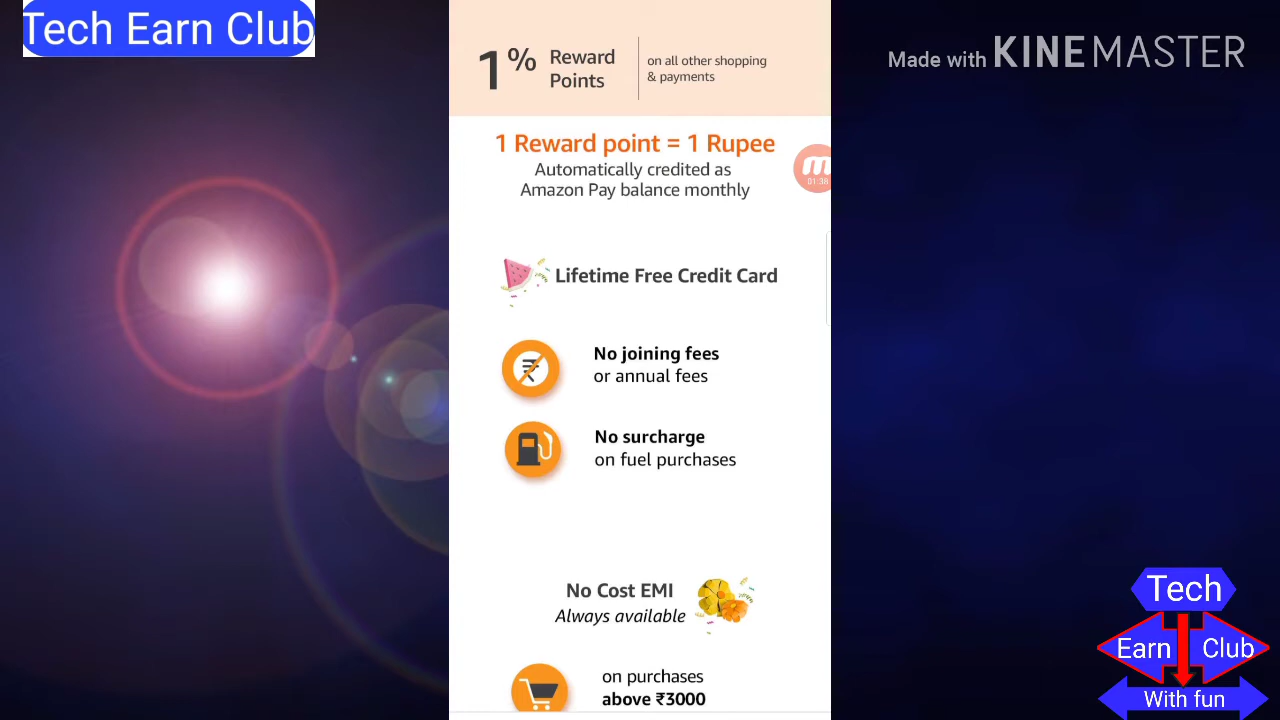 Tech Earn Club
Made with KINEMASTER
1% Reward Points
on all other shopping
& payments
1 Reward point = 1 Rupee
Automatically credited as
Amazon Pay balance monthly
01:38
Lifetime Free Credit Card
No joining fees
or annual fees
No surcharge
on fuel purchases
No Cost EMI
Always available
on purchases
above ₹3000
Tech
Earn Club
With fun